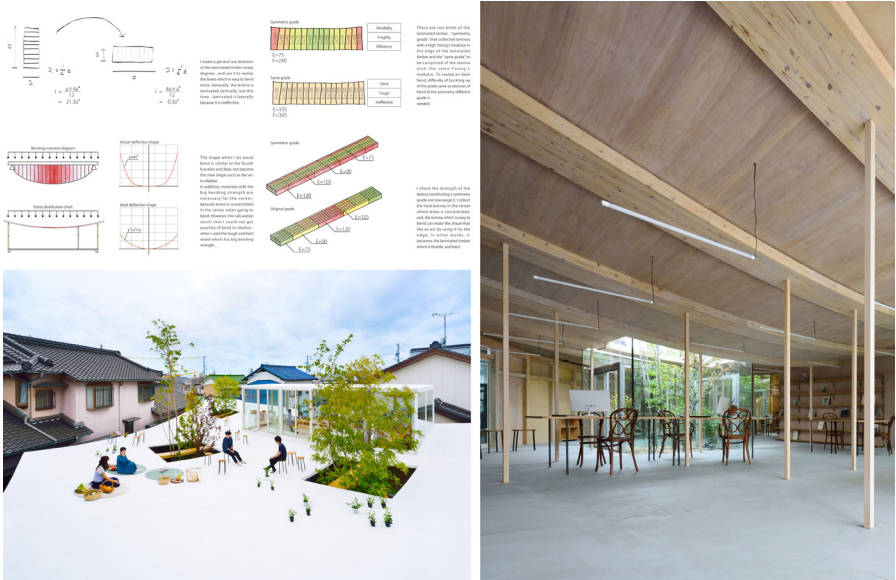 I rotate a general use direction
of the laminated timber ninety
degrees , and use it to realize
the beam which is easy to bend
more. Generally, the lamina is
laminated vertically, but this
time , laminated it laterally
because it is ineffective.
Symmetric grade
Flexibility
Fragility
Efficiency
E=75
F=240
Same grade
Hard
Tough
Ineffective
E=105
F=345
There are two kinds of the
laminated timber , "symmetry
grade" that collected laminas
with a high Young's modulus in
the edge of the laminated
timber and the "same grade" to
be comprised of the lamina
with the same Young's
modulus . To realize an ideal
bend, difficulty of buckling up
of the grade same as easiness of
bend of the symmetry different
grade is
needed.
Bending moment diagram
Stress distribution chart
Actual deflection shape
Ideal deflection shape
The shape when I let wood
bend is similar to the fourth
function and does not become
the slow shape such as the arc
to idealize.
In addition, materials with the
big bending strength are
necessary for the center,
because stress is concentrated
in the center when going to
bend. However, the calculation
result that I could not get
quantity of bend to idealize ,
when I used the tough and hard
wood which has big bending
strength.
Symmetric grade
E=75
E=90
E=105
E=120
Original grade
E=105
E=120
E=90
E=75
I check the strength of the
lamina constituting a symmetry
grade and rearrange it. I collect
the hard laminas in the center
where stress is concentrated,
and, the lamina which is easy to
bend can make the shape that
like an arc by using it for the
edge. In other words, it
becomes the laminated timber
which is flexible, and hard.